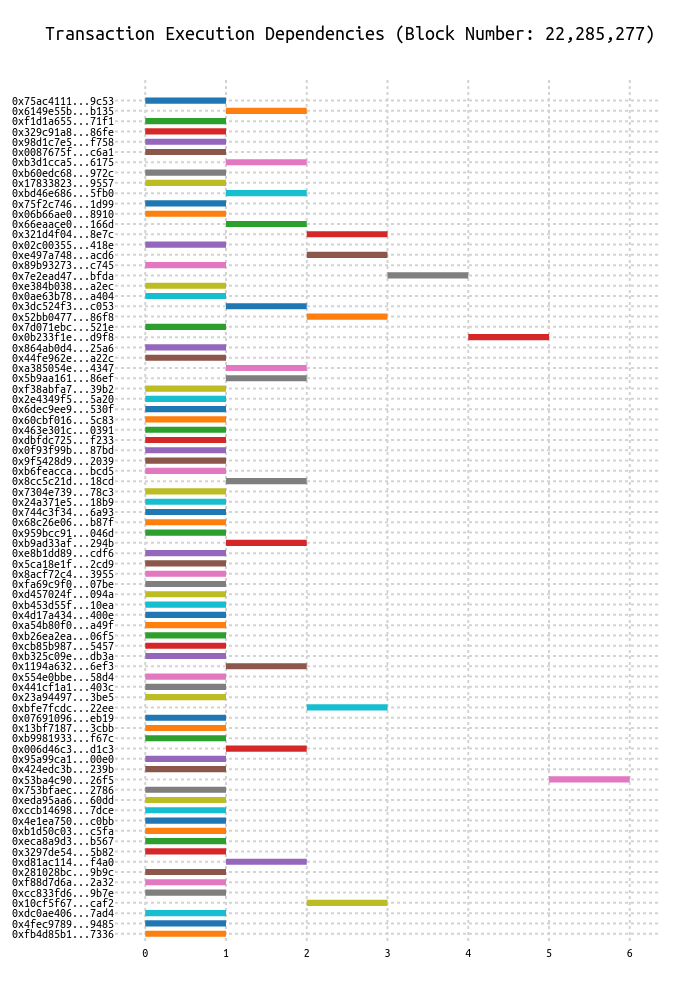 Transaction Execution Dependencies (Block Number: 22,285,277)
0x75ac4111...9c53
0x6149e55b...b135
0xf1d1a655...71f1
0x329c91a8...86fe
0x98d1c7e5...f758
0x0087675f...c6a1
0xb3d1cca5...6175
0xb60edc68...972c
0x17833823...9557
0xbd46e686...5fb0
0x75f2c746...1d99
0x06b66ae0...8910
0x66eaace0...166d
0x321d4f04...8e7c
0x02c00355...418e
0xe497a748...acd6
0x89b93273...c745
0x7e2ead47...bfda
0xe384b038...a2ec
0x0ae63b78...a404
0x3dc524f3...c053
0x52bb0477...86f8
0x7d071ebc...521e
0x0b233f1e...d9f8
0x864ab0d4...25a6
0x44fe962e...a22c
0xa385054e...4347
0x5b9aa161...86ef
0xf38abfa7...39b2
0x2e4349f5...5a20
0x6dec9ee9...530f
0x60cbf016...5c83
0x463e301c...0391
0xdbfdc725...f233
0x0f93f99b...87bd
0x9f5428d9...2039
0xb6feacca...bcd5
0x8cc5c21d...18cd
0x7304e739...78c3
0x24a371e5...18b9
0x744c3f34...6a93
0x68c26e06...b87f
0x959bcc91...046d
0xb9ad33af...294b
0xe8b1dd89...cdf6
0x5ca18e1f...2cd9
0x8acf72c4...3955
0xfa69c9f0...07be
0xd457024f...094a
0xb453d55f...10ea
0x4d17a434...400e
0xa54b80f0...a49f
0xb26ea2ea...06f5
0xcb85b987...5457
0xb325c09e...db3a
0x1194a632...6ef3
0x554e0bbe...58d4
0x441cf1a1...403c
0x23a94497...3be5
0xbfe7fcdc...22ee
0x07691096...eb19
0x13bf7187...3cbb
0xb9981933...f67c
0x006d46c3...d1c3
0x95a99ca1...00e0
0x424edc3b...239b
0x53ba4c90...26f5
0x753bfaec...2786
0xeda95aa6...60dd
0xccb14698...7dce
0x4e1ea750...c0bb
0xb1d50c03...c5fa
0xeca8a9d3...b567
0x3297de54...5b82
0xd81ac114...f4a0
0x281028bc...9b9c
0xf88d7d6a...2a32
0xcc833fd6...9b7e
0x10cf5f67...caf2
0xdc0ae406...7ad4
0x4fec9789...9485
0xfb4d85b1...7336
0 1 2 3 4 5 6